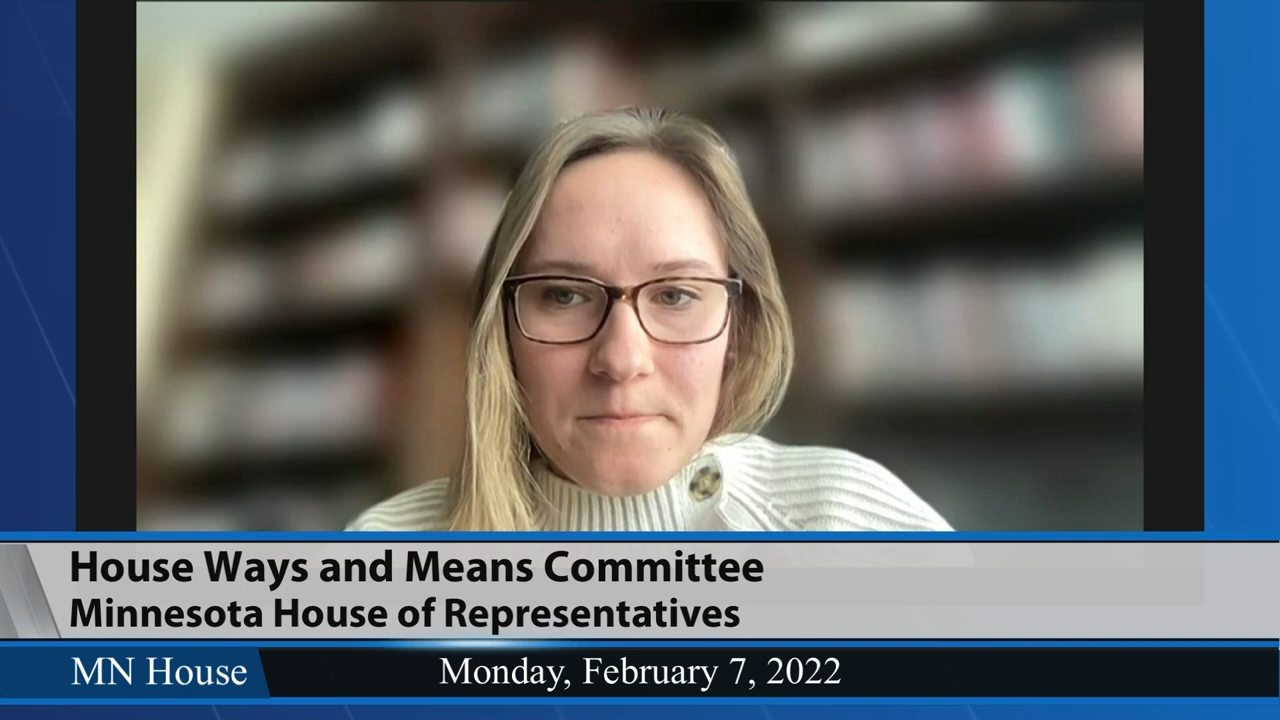 House Ways and Means Committee
Minnesota House of Representatives
MN House
Monday, February 7, 2022